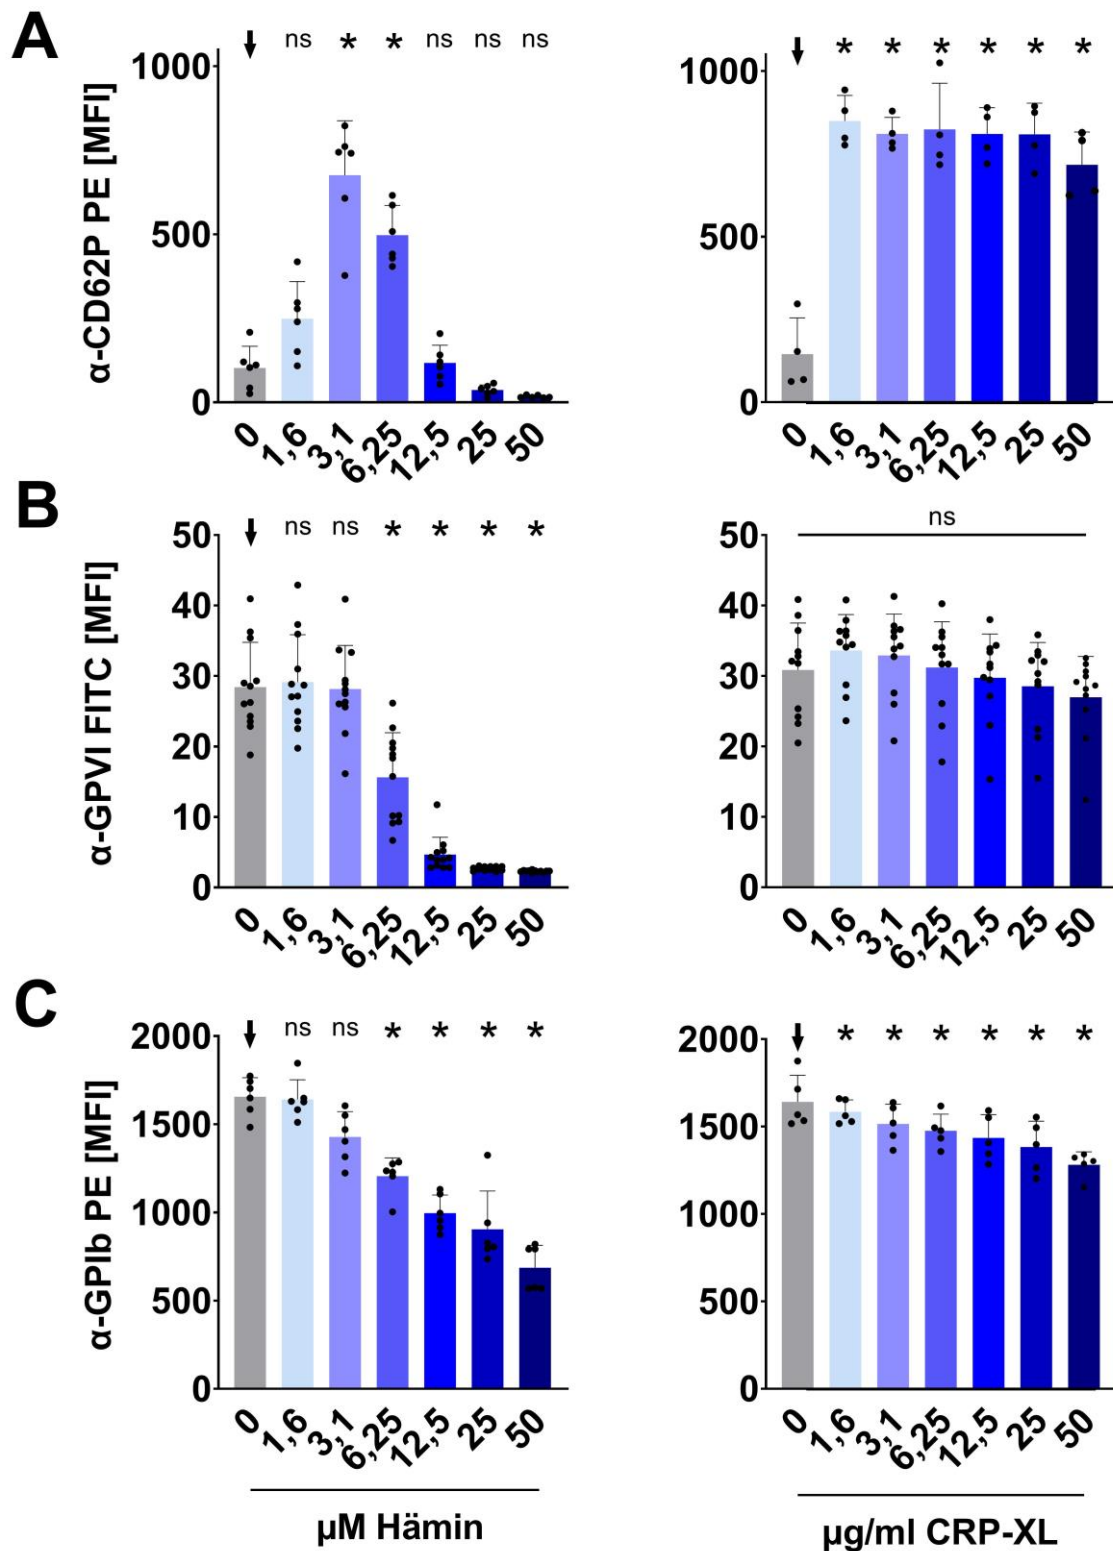 A
ns * * ns ns ns
* * * * * *
α-CD62P PE [MFI]
1000
500
0
0 1,6 3,1 6,25 12,5 25 50
1000
500
0
0 1,6 3,1 6,25 12,5 25 50
B
ns ns * * * *
ns
α-GPVI FITC [MFI]
50
40
30
20
10
0
0 1,6 3,1 6,25 12,5 25 50
50
40
30
20
10
0
0 1,6 3,1 6,25 12,5 25 50
C
ns ns * * * *
* * * * * *
α-GPIb PE [MFI]
2000
1500
1000
500
0
0 1,6 3,1 6,25 12,5 25 50
µM Hämin
2000
1500
1000
500
0
0 1,6 3,1 6,25 12,5 25 50
µg/ml CRP-XL